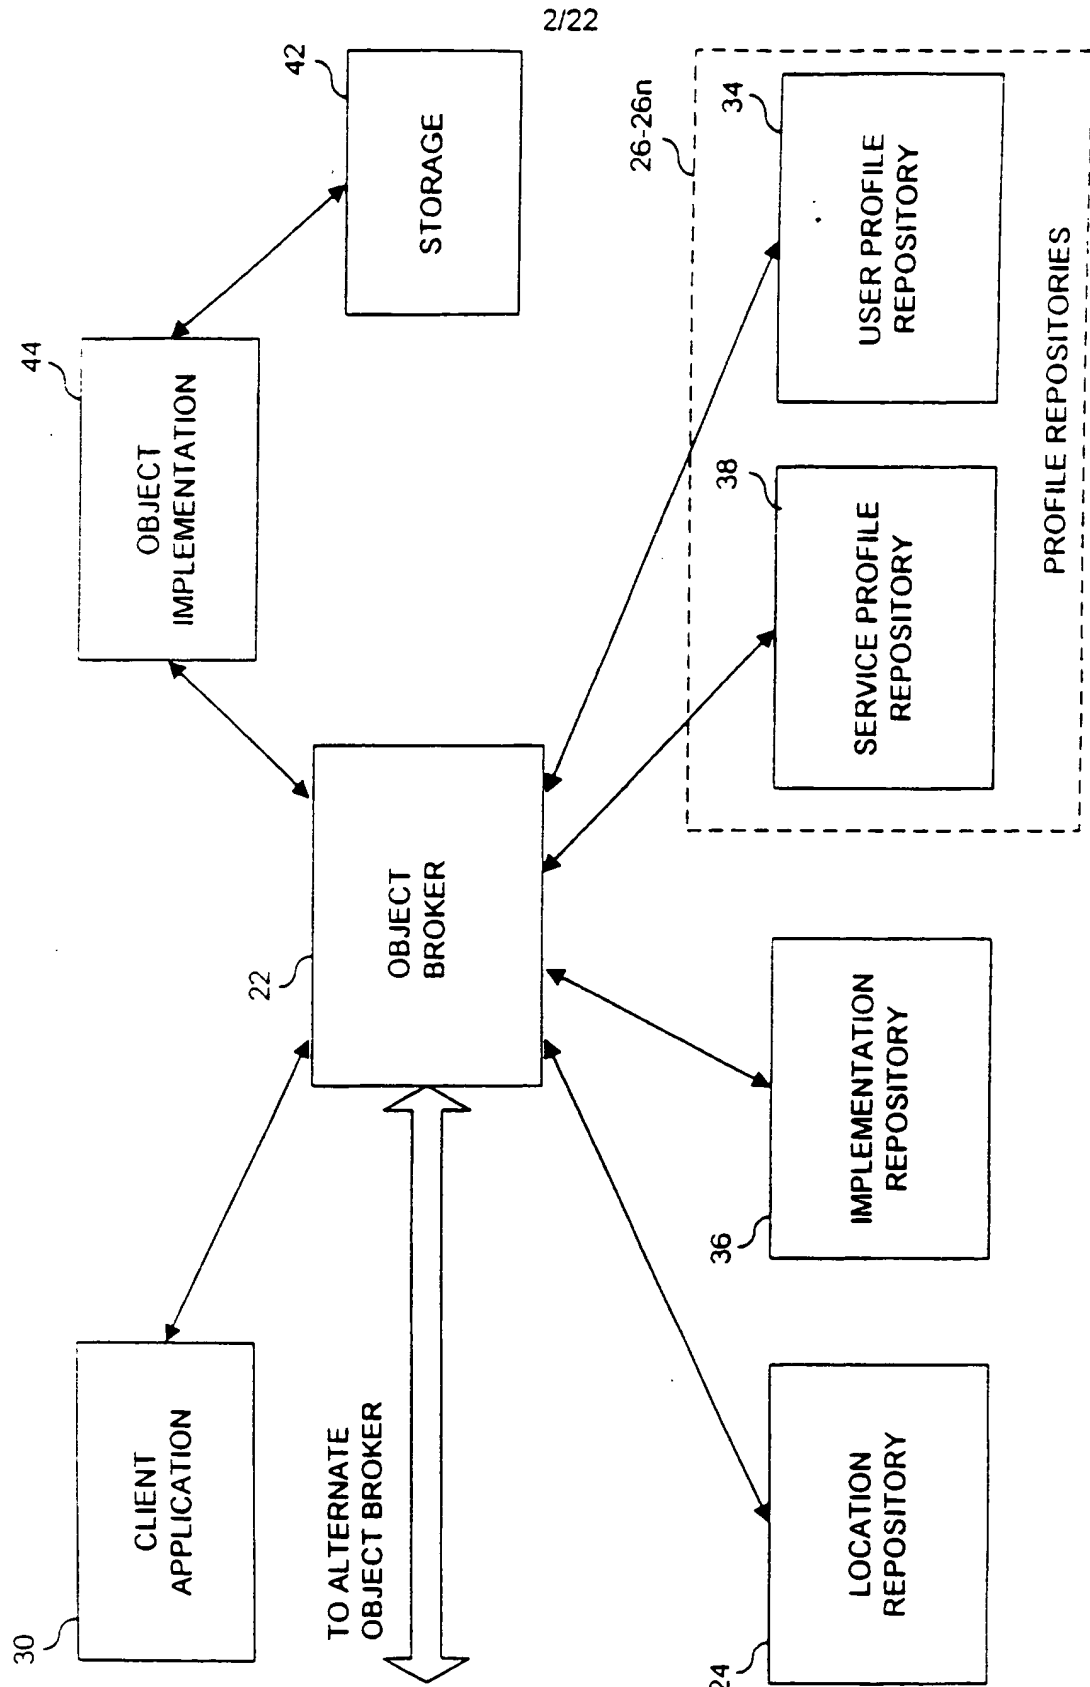 2/22
30
CLIENT
APPLICATION
44
OBJECT
IMPLEMENTATION
42
STORAGE
TO ALTERNATE
OBJECT BROKER
22
OBJECT
BROKER
24
LOCATION
REPOSITORY
36
IMPLEMENTATION
REPOSITORY
26-26n
38
SERVICE PROFILE
REPOSITORY
34
USER PROFILE
REPOSITORY
PROFILE REPOSITORIES